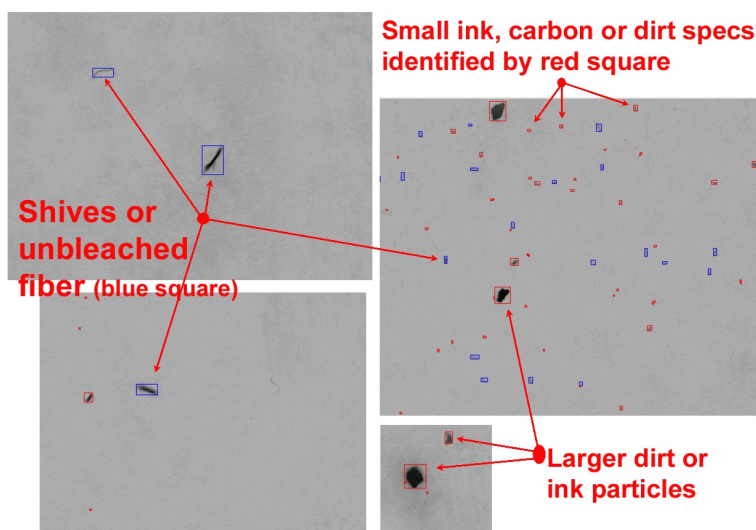 Small ink, carbon or dirt specs
identified by red square
Shives or
unbleached
fiber (blue square)
Larger dirt or
ink particles